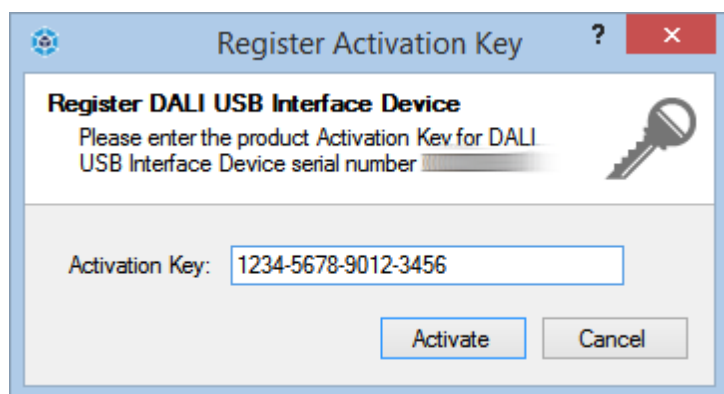 Register Activation Key
?
Register DALI USB Interface Device
Please enter the product Activation Key for DALI
USB Interface Device serial number
Activation Key: 1234-5678-9012-3456
Activate Cancel